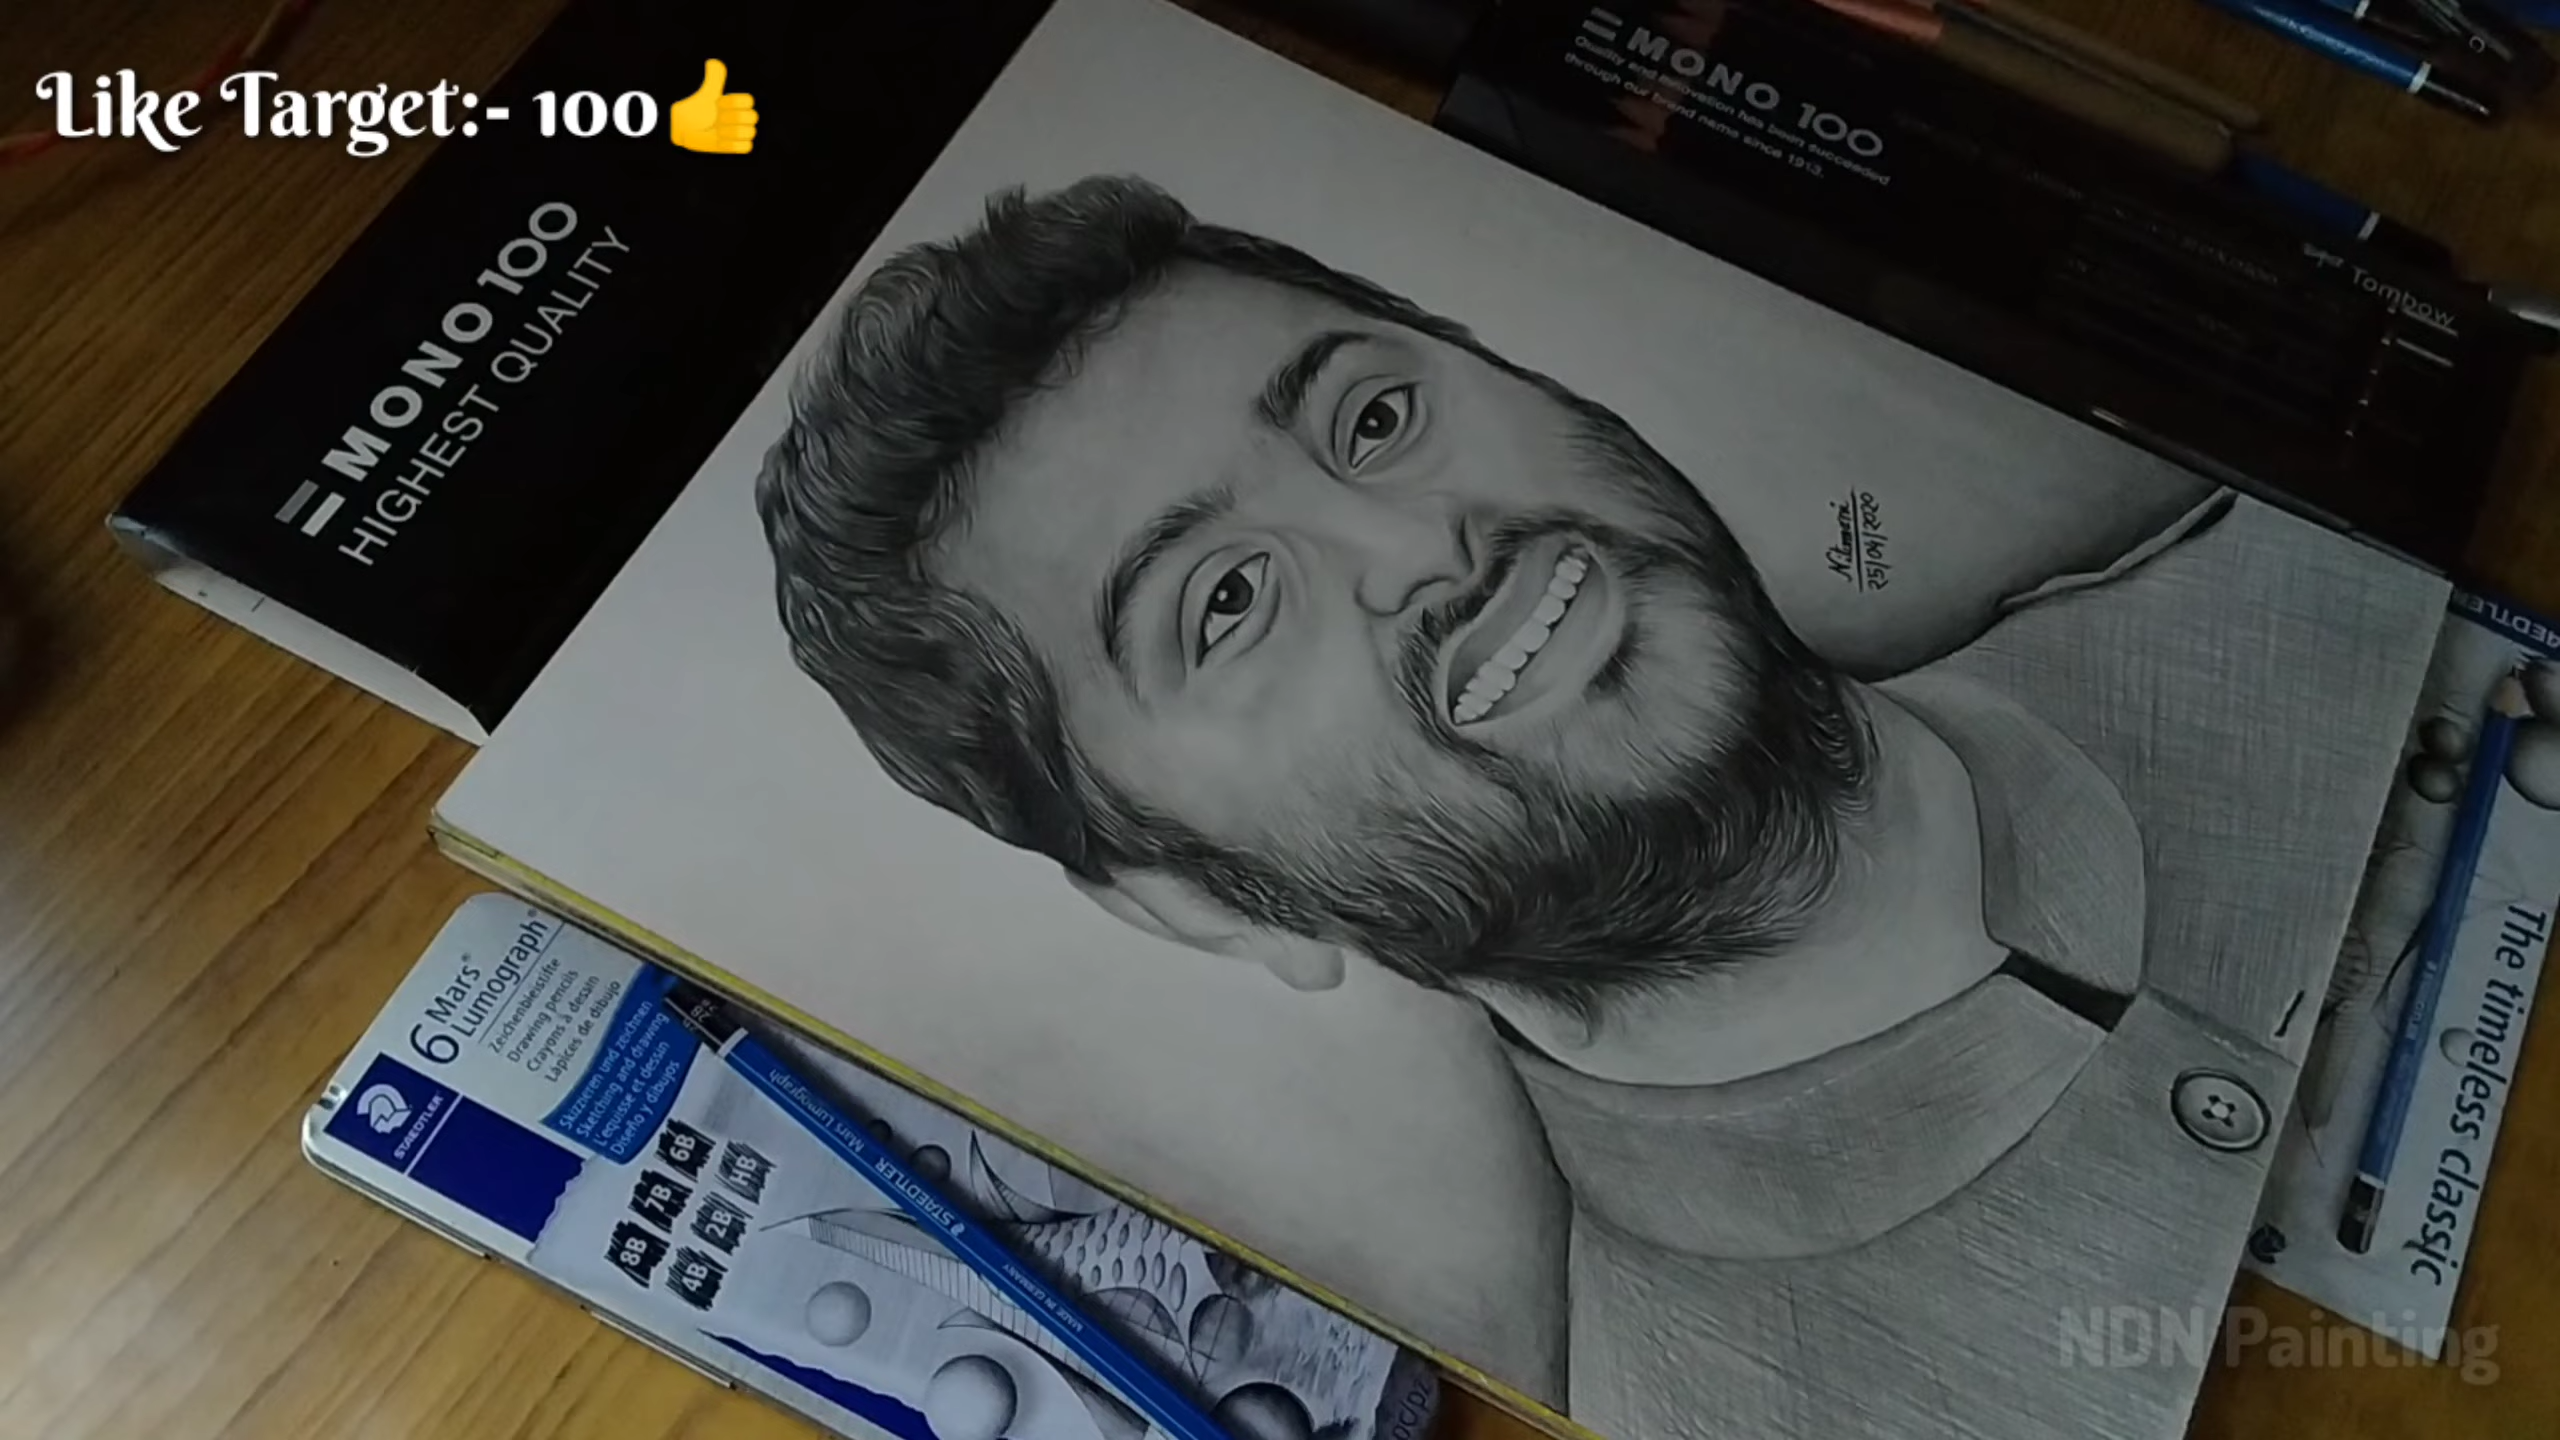 Like Target:- 100👍
MONO 100
HIGHEST QUALITY
MONO 100
Quality and innovation has been succeeded
through our brand name since 1913.
Tombow
Nilamoni
25/04/2020
STAEDTLER
6 Mars®
Lumograph®
Zeichenbleistifte
Drawing pencils
Crayons à dessin
Lápices de dibujo
Skizzieren und zeichnen
Sketching and drawing
L'esquisse et dessin
Diseño y dibujos
6B
HB
7B
2B
8B
4B
STAEDTLER Mars Lumograph
MADE IN GERMANY
STAEDTLER
The timeless classic
NDN Painting